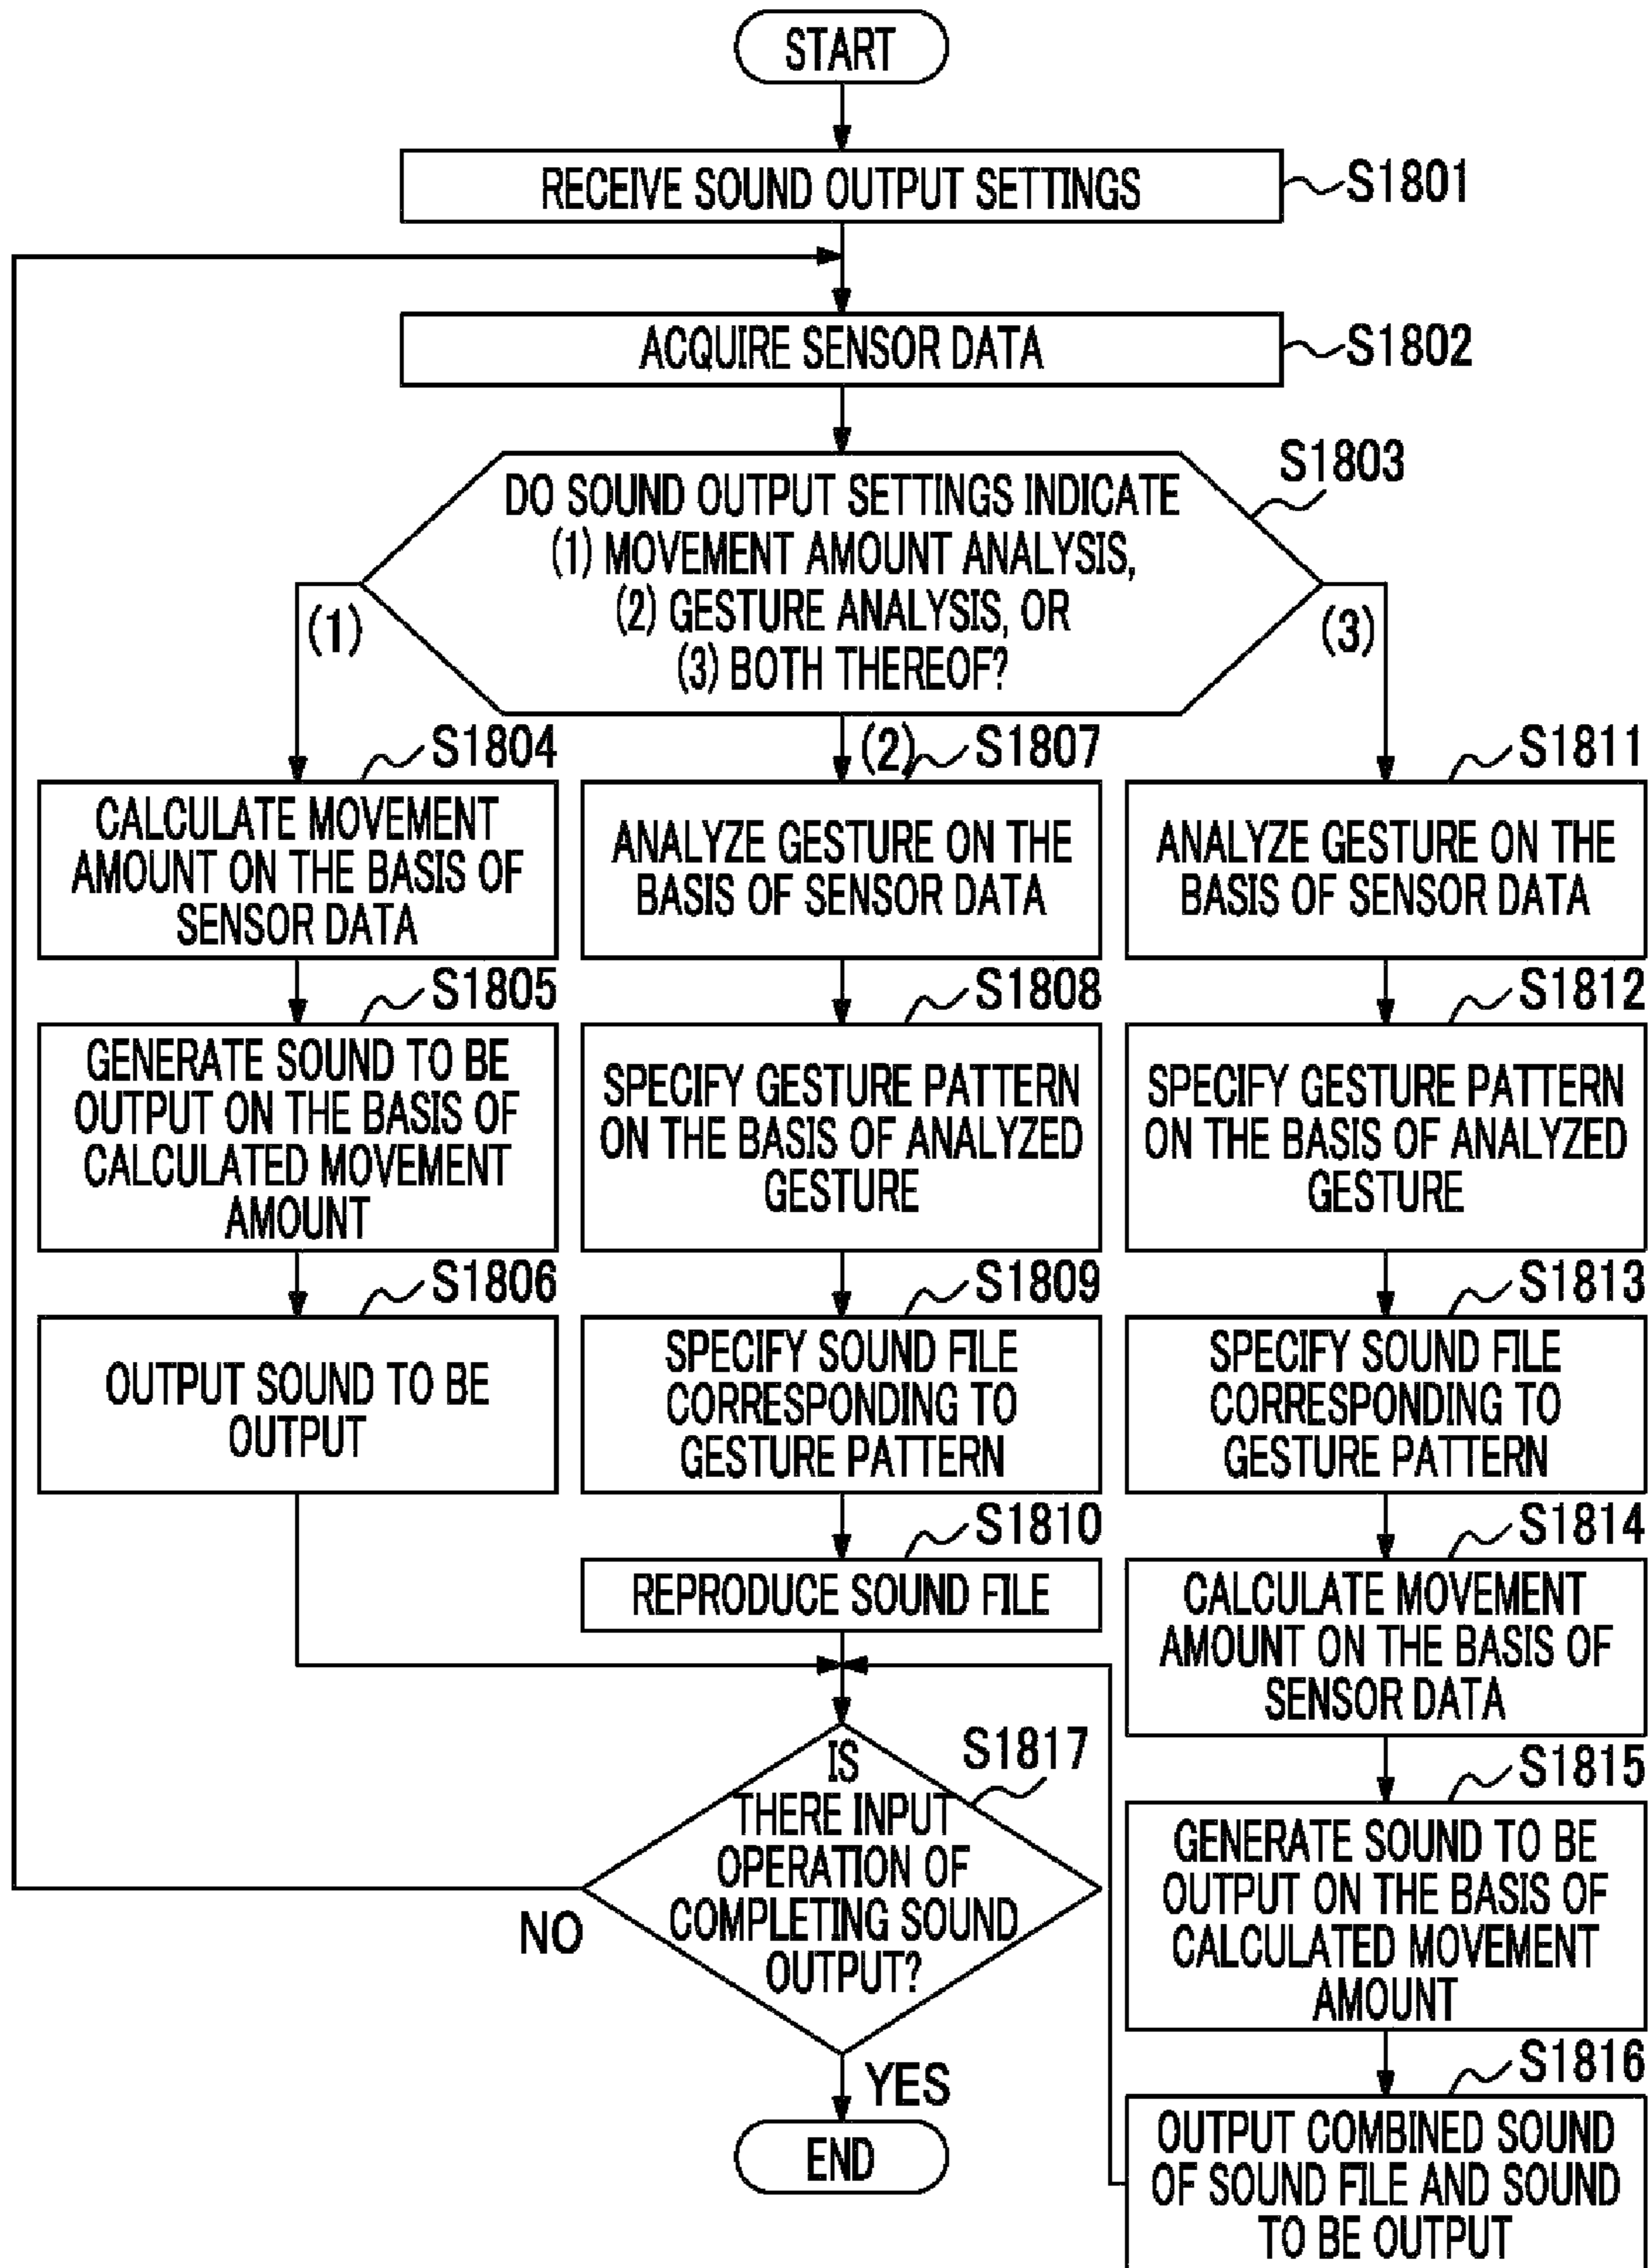 START
RECEIVE SOUND OUTPUT SETTINGS
S1801
ACQUIRE SENSOR DATA
S1802
S1803
DO SOUND OUTPUT SETTINGS INDICATE
(1) MOVEMENT AMOUNT ANALYSIS,
(2) GESTURE ANALYSIS, OR
(3) BOTH THEREOF?
(1)
(2)
(3)
S1804
CALCULATE MOVEMENT
AMOUNT ON THE BASIS OF
SENSOR DATA
S1805
GENERATE SOUND TO BE
OUTPUT ON THE BASIS OF
CALCULATED MOVEMENT
AMOUNT
S1806
OUTPUT SOUND TO BE
OUTPUT
S1807
ANALYZE GESTURE ON THE
BASIS OF SENSOR DATA
S1808
SPECIFY GESTURE PATTERN
ON THE BASIS OF ANALYZED
GESTURE
S1809
SPECIFY SOUND FILE
CORRESPONDING TO
GESTURE PATTERN
S1810
REPRODUCE SOUND FILE
S1811
ANALYZE GESTURE ON THE
BASIS OF SENSOR DATA
S1812
SPECIFY GESTURE PATTERN
ON THE BASIS OF ANALYZED
GESTURE
S1813
SPECIFY SOUND FILE
CORRESPONDING TO
GESTURE PATTERN
S1814
CALCULATE MOVEMENT
AMOUNT ON THE BASIS OF
SENSOR DATA
S1815
GENERATE SOUND TO BE
OUTPUT ON THE BASIS OF
CALCULATED MOVEMENT
AMOUNT
S1816
OUTPUT COMBINED SOUND
OF SOUND FILE AND SOUND
TO BE OUTPUT
S1817
IS
THERE INPUT
OPERATION OF
COMPLETING SOUND
OUTPUT?
NO
YES
END